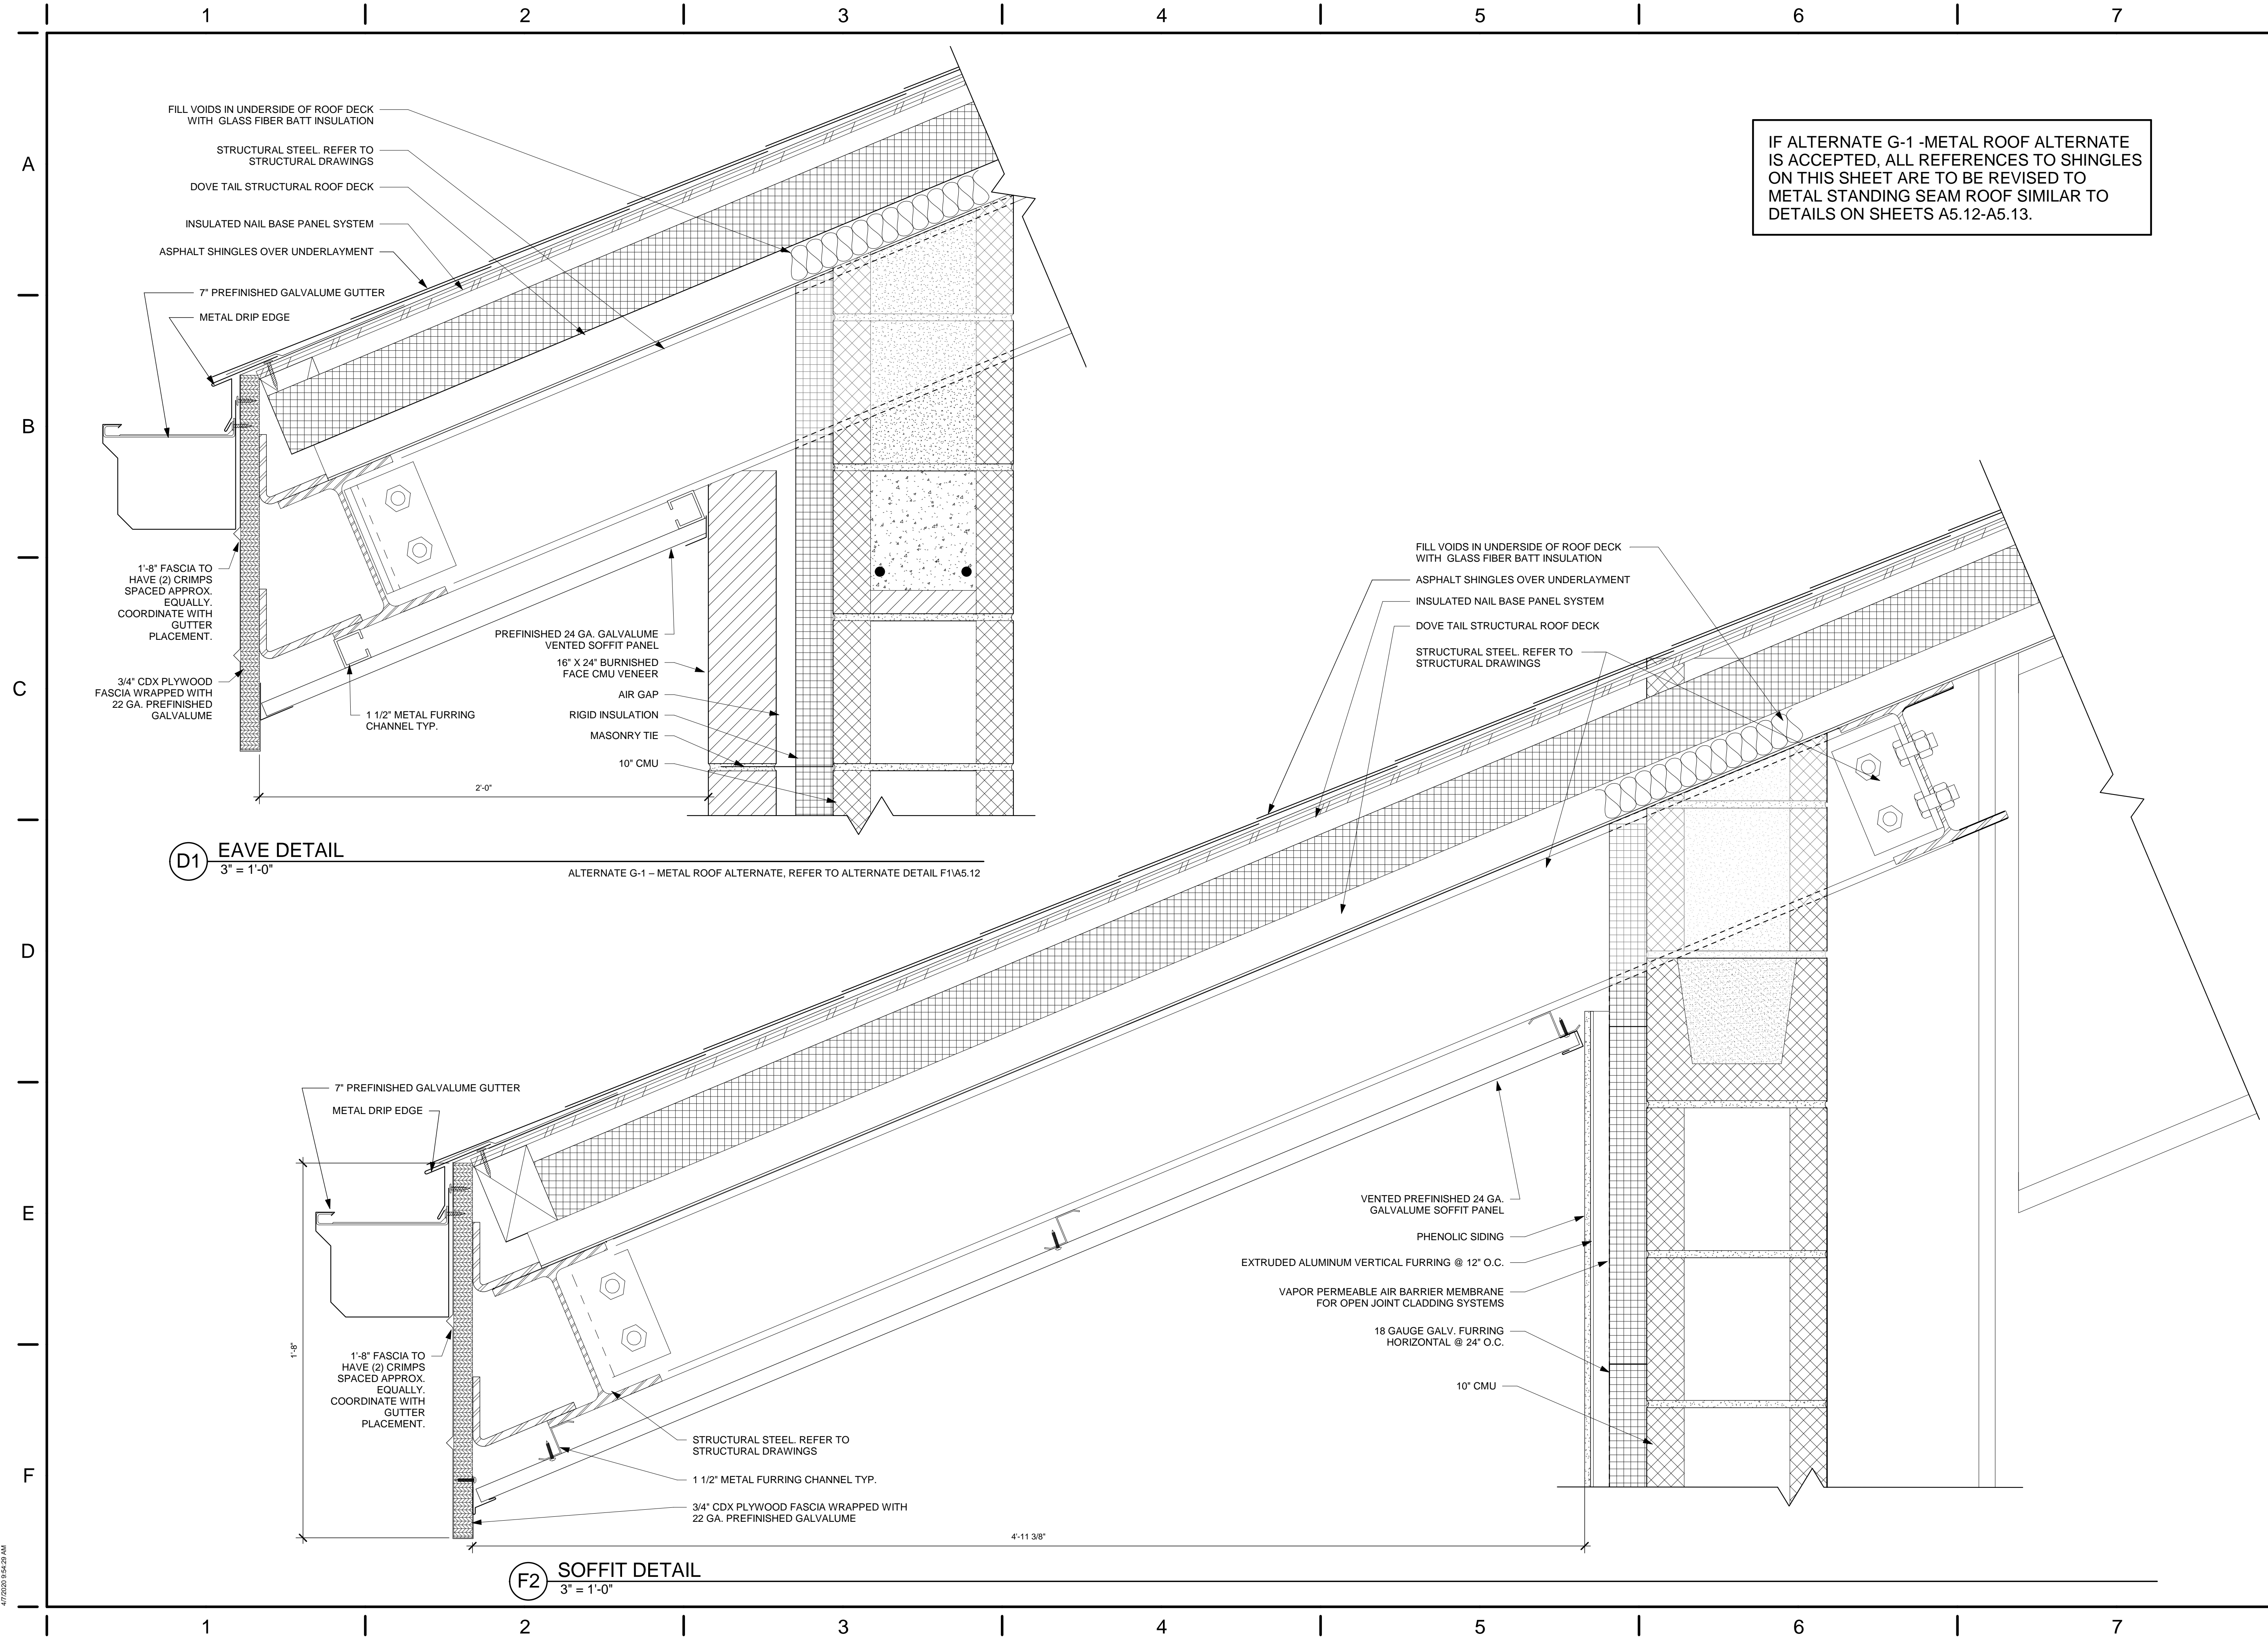 1 2 3 4 5 6 7
A
B
C
D
E
F
FILL VOIDS IN UNDERSIDE OF ROOF DECK
WITH GLASS FIBER BATT INSULATION
STRUCTURAL STEEL. REFER TO
STRUCTURAL DRAWINGS
DOVE TAIL STRUCTURAL ROOF DECK
INSULATED NAIL BASE PANEL SYSTEM
ASPHALT SHINGLES OVER UNDERLAYMENT
7" PREFINISHED GALVALUME GUTTER
METAL DRIP EDGE
1'-8" FASCIA TO
HAVE (2) CRIMPS
SPACED APPROX.
EQUALLY.
COORDINATE WITH
GUTTER
PLACEMENT.
3/4" CDX PLYWOOD
FASCIA WRAPPED WITH
22 GA. PREFINISHED
GALVALUME
1 1/2" METAL FURRING
CHANNEL TYP.
PREFINISHED 24 GA. GALVALUME
VENTED SOFFIT PANEL
16" X 24" BURNISHED
FACE CMU VENEER
AIR GAP
RIGID INSULATION
MASONRY TIE
10" CMU
2'-0"
D1 EAVE DETAIL
3" = 1'-0"
ALTERNATE G-1 – METAL ROOF ALTERNATE, REFER TO ALTERNATE DETAIL F1\A5.12
IF ALTERNATE G-1 -METAL ROOF ALTERNATE
IS ACCEPTED, ALL REFERENCES TO SHINGLES
ON THIS SHEET ARE TO BE REVISED TO
METAL STANDING SEAM ROOF SIMILAR TO
DETAILS ON SHEETS A5.12-A5.13.
FILL VOIDS IN UNDERSIDE OF ROOF DECK
WITH GLASS FIBER BATT INSULATION
ASPHALT SHINGLES OVER UNDERLAYMENT
INSULATED NAIL BASE PANEL SYSTEM
DOVE TAIL STRUCTURAL ROOF DECK
STRUCTURAL STEEL. REFER TO
STRUCTURAL DRAWINGS
7" PREFINISHED GALVALUME GUTTER
METAL DRIP EDGE
1'-8"
1'-8" FASCIA TO
HAVE (2) CRIMPS
SPACED APPROX.
EQUALLY.
COORDINATE WITH
GUTTER
PLACEMENT.
STRUCTURAL STEEL. REFER TO
STRUCTURAL DRAWINGS
1 1/2" METAL FURRING CHANNEL TYP.
3/4" CDX PLYWOOD FASCIA WRAPPED WITH
22 GA. PREFINISHED GALVALUME
VENTED PREFINISHED 24 GA.
GALVALUME SOFFIT PANEL
PHENOLIC SIDING
EXTRUDED ALUMINUM VERTICAL FURRING @ 12" O.C.
VAPOR PERMEABLE AIR BARRIER MEMBRANE
FOR OPEN JOINT CLADDING SYSTEMS
18 GAUGE GALV. FURRING
HORIZONTAL @ 24" O.C.
10" CMU
4'-11 3/8"
F2 SOFFIT DETAIL
3" = 1'-0"
4/7/2020 9:54:29 AM
1 2 3 4 5 6 7